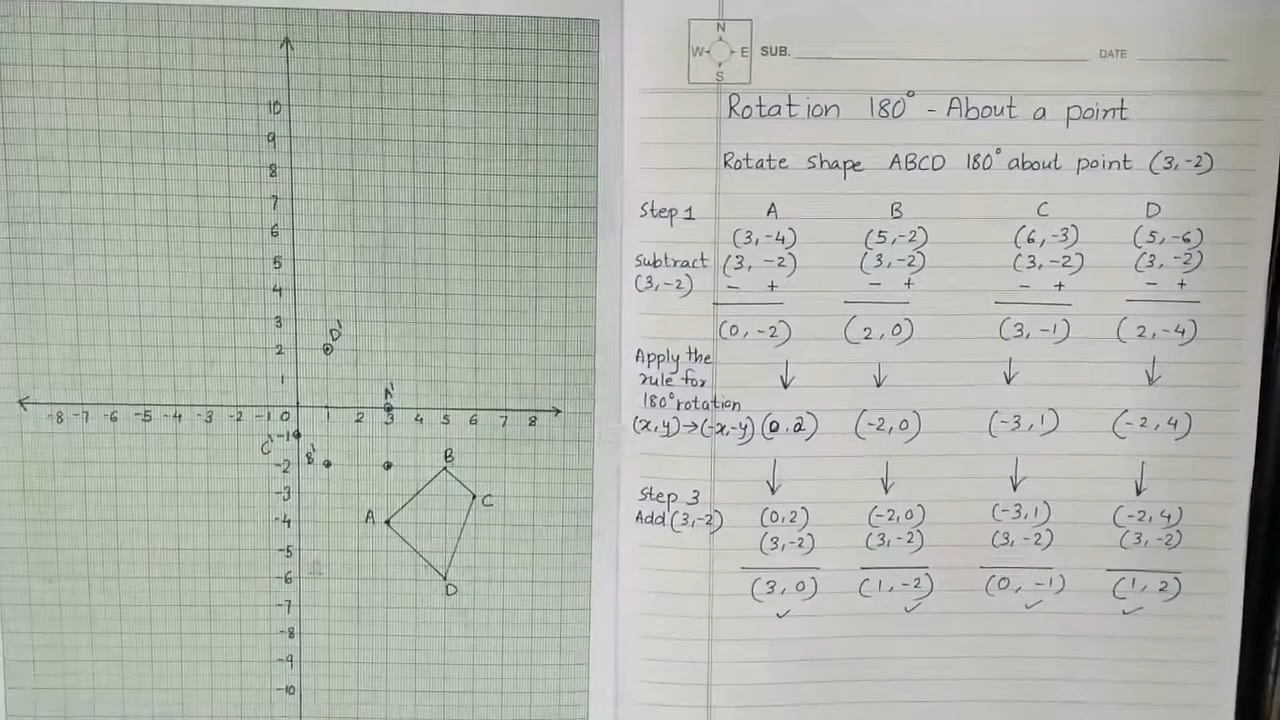 10
9
8
7
6
5
4
3
D'
2
1
A'
-8 -7 -6 -5 -4 -3 -2 -1 0 1 2 3 4 5 6 7 8
-1
C' B'
-2 B
-3 C
A
-4
-5
-6
D
-7
-8
-9
-10
N
W E SUB. DATE
S
Rotation 180° - About a point
Rotate shape ABCD 180° about point (3,-2)
Step 1 A B C D
(3,-4) (5,-2) (6,-3) (5,-6)
subtract (3,-2) (3,-2) (3,-2) (3,-2)
(3,-2) - + - + - + - +
(0,-2) (2,0) (3,-1) (2,-4)
Apply the
rule for ↓ ↓ ↓ ↓
180° rotation
(x,y)→(-x,-y) (0,2) (-2,0) (-3,1) (-2,4)
↓ ↓ ↓ ↓
Step 3
Add (3,-2) (0,2) (-2,0) (-3,1) (-2,4)
(3,-2) (3,-2) (3,-2) (3,-2)
(3,0) (1,-2) (0,-1) (1,2)
✓ ✓ ✓ ✓